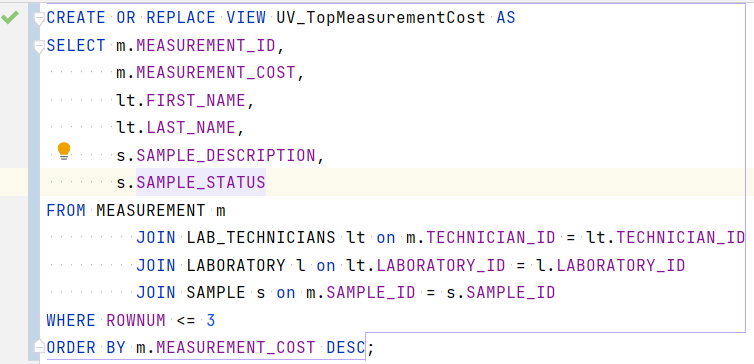 CREATE OR REPLACE VIEW UV_TopMeasurementCost AS
SELECT m.MEASUREMENT_ID,
       m.MEASUREMENT_COST,
       lt.FIRST_NAME,
       lt.LAST_NAME,
       s.SAMPLE_DESCRIPTION,
       s.SAMPLE_STATUS
FROM MEASUREMENT m
         JOIN LAB_TECHNICIANS lt on m.TECHNICIAN_ID = lt.TECHNICIAN_ID
         JOIN LABORATORY l on lt.LABORATORY_ID = l.LABORATORY_ID
         JOIN SAMPLE s on m.SAMPLE_ID = s.SAMPLE_ID
WHERE ROWNUM <= 3
ORDER BY m.MEASUREMENT_COST DESC;